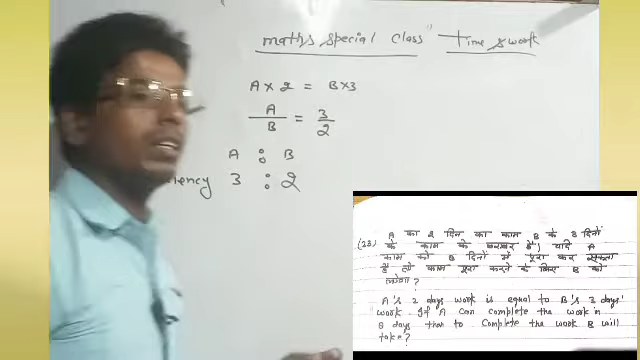 "maths special class" Time & work
A × 2 = B × 3
A/B = 3/2
A : B
3 : 2
(23) A का 2 दिन का काम B के 3 दिनों
के काम के बराबर है, यदि A
काम को 8 दिनों में पूरा कर सकता
है तो काम पूरा करने के लिए B को
लगेगा ?
A's 2 days work is equal to B's 3 days'
work. If A can complete the work in
8 days then to complete the work B will
take?